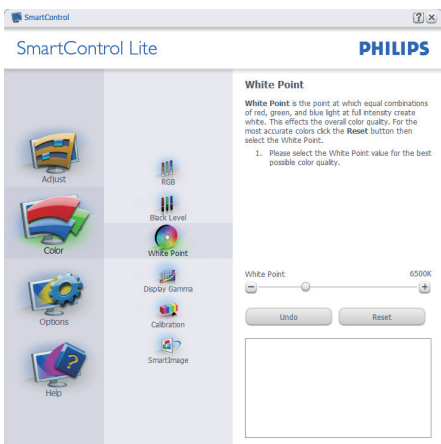 SmartControl
SmartControl Lite
PHILIPS
Adjust
Color
Options
Help
RGB
Black Level
White Point
Display Gamma
Calibration
SmartImage
White Point
White Point is the point at which equal combinations
of red, green, and blue light at full intensity create
white. This effects the overall color quality. For the
most accurate colors click the Reset button then
select the White Point.
1. Please select the White Point value for the best
possible color quality.
White Point 6500K
Undo Reset